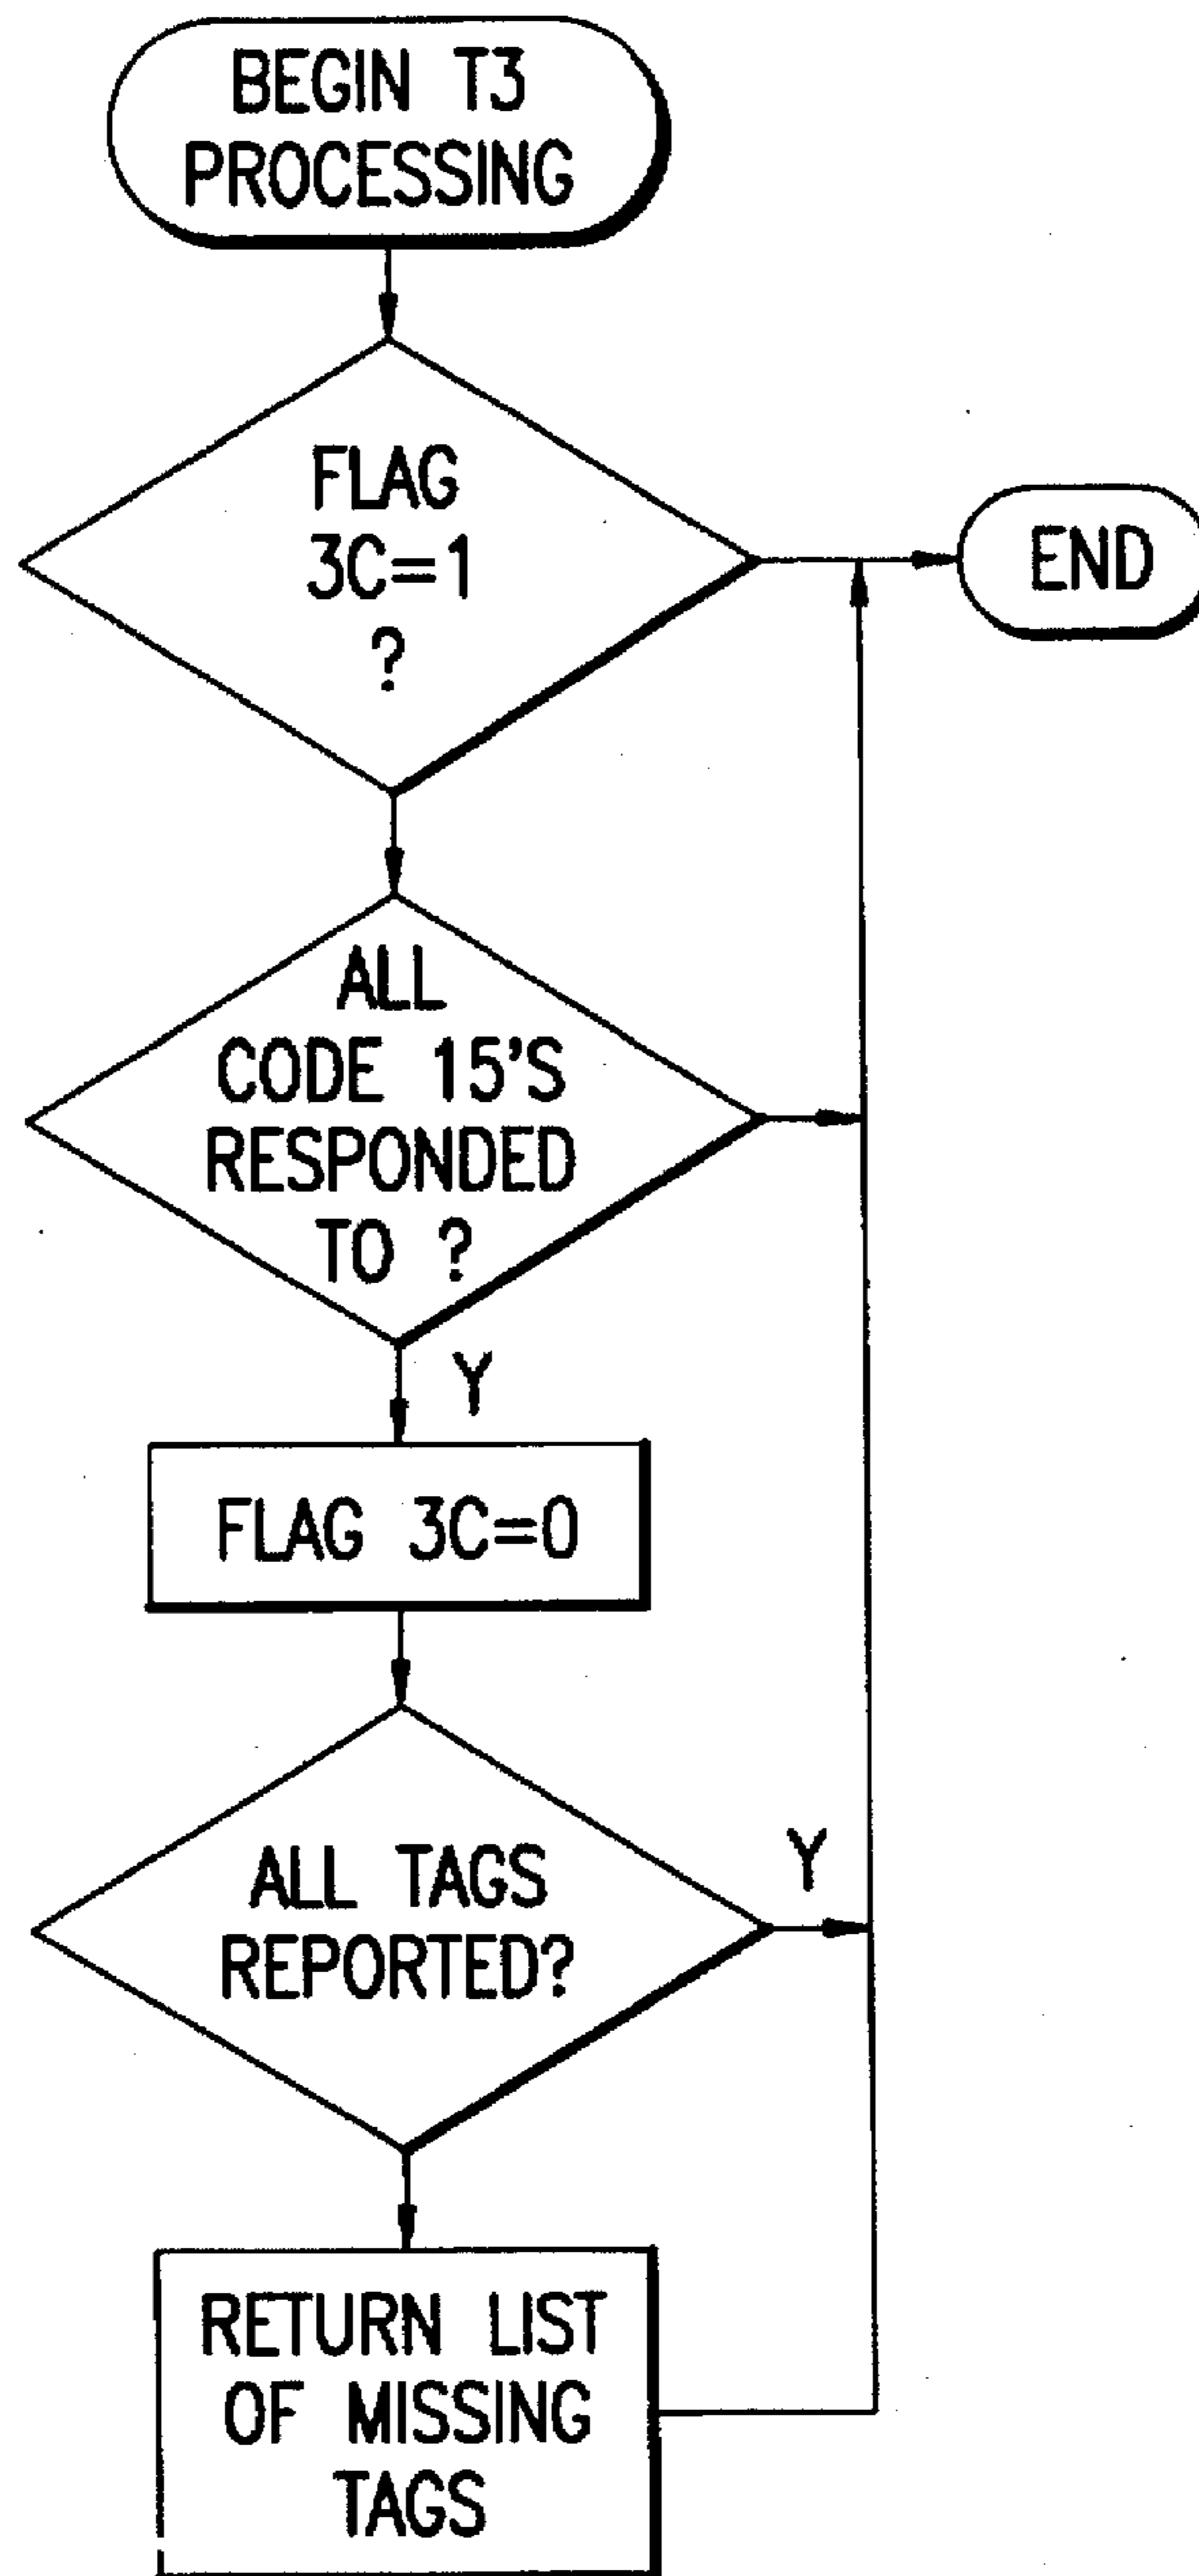 BEGIN T3
PROCESSING
FLAG
3C=1
?
END
ALL
CODE 15'S
RESPONDED
TO ?
Y
FLAG 3C=0
ALL TAGS
REPORTED?
Y
RETURN LIST
OF MISSING
TAGS